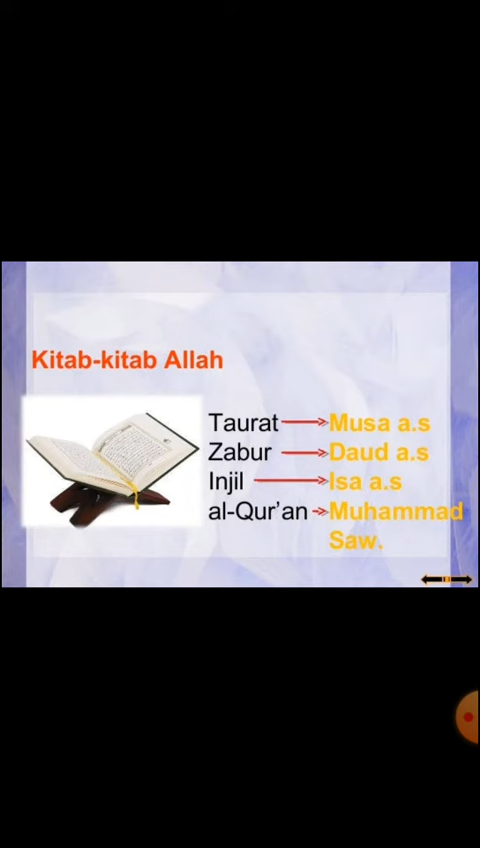 Kitab-kitab Allah
Taurat Musa a.s
Zabur Daud a.s
Injil Isa a.s
al-Qur’an Muhammad
Saw.